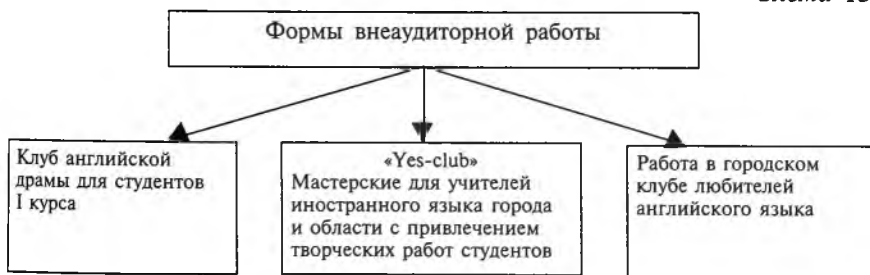 Формы внеаудиторной работы
Клуб английской
драмы для студентов
I курса
«Yes-club»
Мастерские для учителей
иностранного языка города
и области с привлечением
творческих работ студентов
Работа в городском
клубе любителей
английского языка